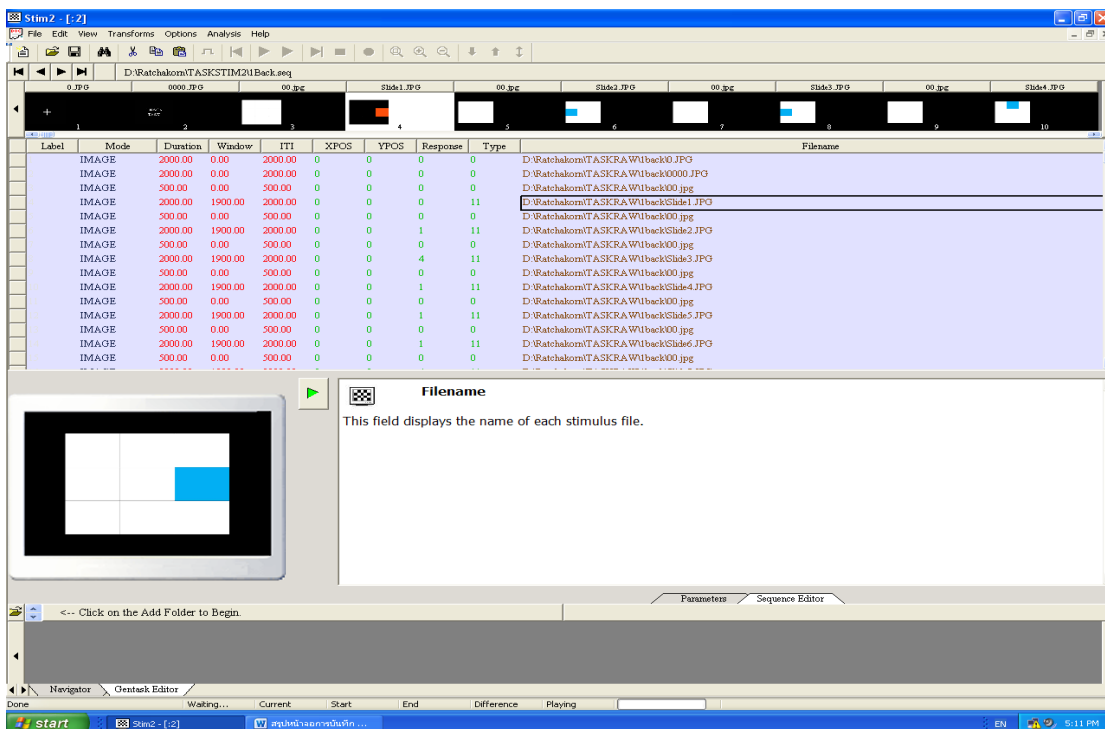 Stim2 - [:2]
File Edit View Transforms Options Analysis Help
D:\Ratchakorn\TASKSTIM2\1Back.seq
0.JPG 0000.JPG 00.jpg Slide1.JPG 00.jpg Slide2.JPG 00.jpg Slide3.JPG 00.jpg Slide4.JPG
1 2 3 4 5 6 7 8 9 10
Label Mode Duration Window ITI XPOS YPOS Response Type Filename
IMAGE 2000.00 0.00 2000.00 0 0 0 0 D:\Ratchakorn\TASKRAW\1back\0.JPG
IMAGE 2000.00 0.00 2000.00 0 0 0 0 D:\Ratchakorn\TASKRAW\1back\0000.JPG
IMAGE 500.00 0.00 500.00 0 0 0 0 D:\Ratchakorn\TASKRAW\1back\00.jpg
IMAGE 2000.00 1900.00 2000.00 0 0 0 11 D:\Ratchakorn\TASKRAW\1back\Slide1.JPG
IMAGE 500.00 0.00 500.00 0 0 0 0 D:\Ratchakorn\TASKRAW\1back\00.jpg
IMAGE 2000.00 1900.00 2000.00 0 0 1 11 D:\Ratchakorn\TASKRAW\1back\Slide2.JPG
IMAGE 500.00 0.00 500.00 0 0 0 0 D:\Ratchakorn\TASKRAW\1back\00.jpg
IMAGE 2000.00 1900.00 2000.00 0 0 4 11 D:\Ratchakorn\TASKRAW\1back\Slide3.JPG
IMAGE 500.00 0.00 500.00 0 0 0 0 D:\Ratchakorn\TASKRAW\1back\00.jpg
IMAGE 2000.00 1900.00 2000.00 0 0 1 11 D:\Ratchakorn\TASKRAW\1back\Slide4.JPG
IMAGE 500.00 0.00 500.00 0 0 0 0 D:\Ratchakorn\TASKRAW\1back\00.jpg
IMAGE 2000.00 1900.00 2000.00 0 0 1 11 D:\Ratchakorn\TASKRAW\1back\Slide5.JPG
IMAGE 500.00 0.00 500.00 0 0 0 0 D:\Ratchakorn\TASKRAW\1back\00.jpg
IMAGE 2000.00 1900.00 2000.00 0 0 1 11 D:\Ratchakorn\TASKRAW\1back\Slide6.JPG
IMAGE 500.00 0.00 500.00 0 0 0 0 D:\Ratchakorn\TASKRAW\1back\00.jpg
Filename
This field displays the name of each stimulus file.
Parameters Sequence Editor
<-- Click on the Add Folder to Begin.
Navigator Gentask Editor
Done Waiting... Current Start End Difference Playing
start Stim2 - [:2] สรุปหน้าจอการบันทึก ... EN 5:11 PM